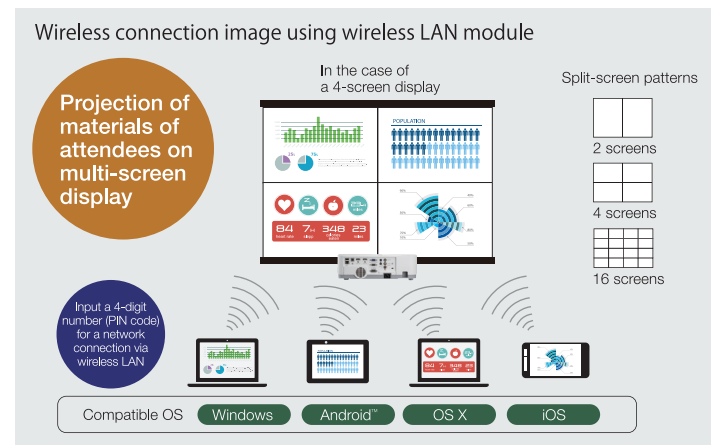 Wireless connection image using wireless LAN module
Projection of
materials of
attendees on
multi-screen
display
In the case of
a 4-screen display
POPULATION
84 7H 348 23
Split-screen patterns
2 screens
4 screens
16 screens
Input a 4-digit
number (PIN code)
for a network
connection via
wireless LAN
Compatible OS Windows Android™ OS X iOS